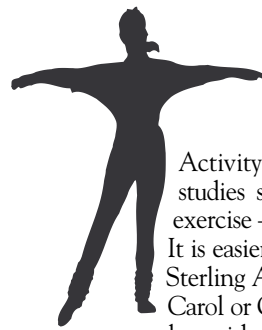 Activity
studies s
exercise –
It is easier
Sterling A
Carol or C